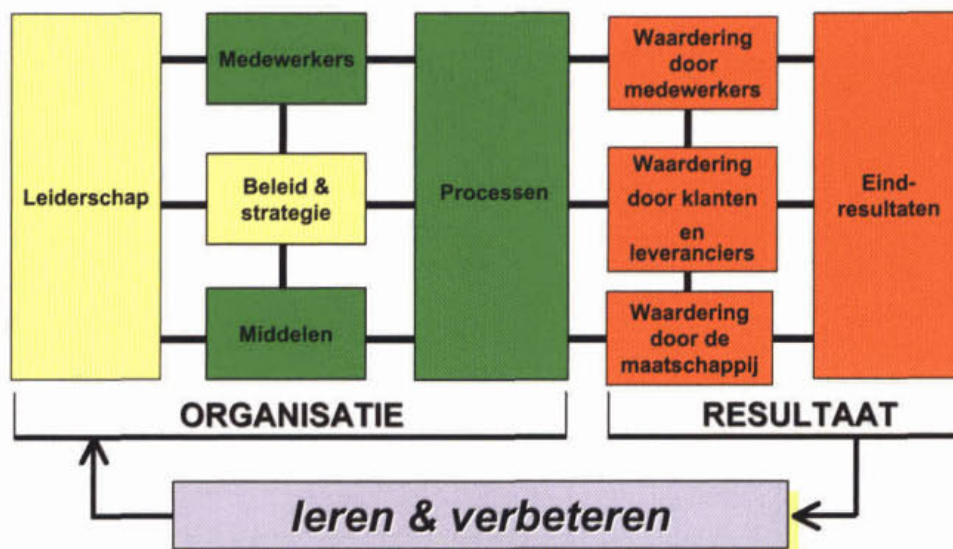 Leiderschap
Medewerkers
Beleid &
strategie
Middelen
Processen
Waardering
door
medewerkers
Waardering
door klanten
en
leveranciers
Waardering
door de
maatschappij
Eind-
resultaten
ORGANISATIE
RESULTAAT
leren & verbeteren